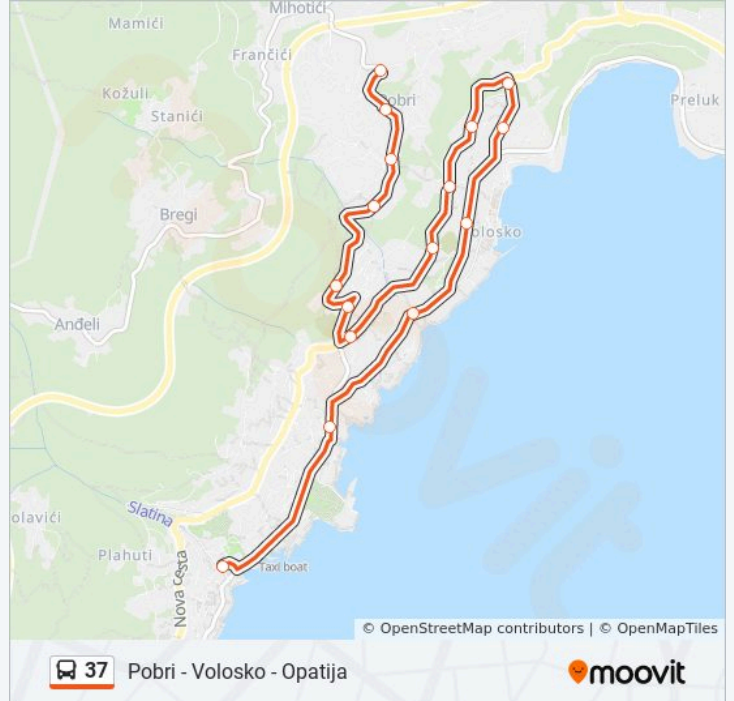 Mihotići
Mamići
Frančići
Kožuli
Pobri
Preluk
Stanići
Bregi
olosko
Anđeli
Slatina
olavići
Plahuti
Nova cesta
Taxi boat
© OpenStreetMap contributors | © OpenMapTiles
37 Pobri - Volosko - Opatija
moovit